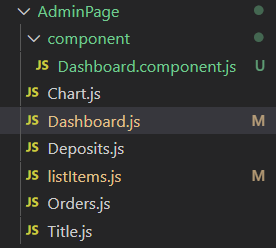 AdminPage
component
JS Dashboard.component.js U
JS Chart.js
JS Dashboard.js M
JS Deposits.js
JS listItems.js M
JS Orders.js
JS Title.js